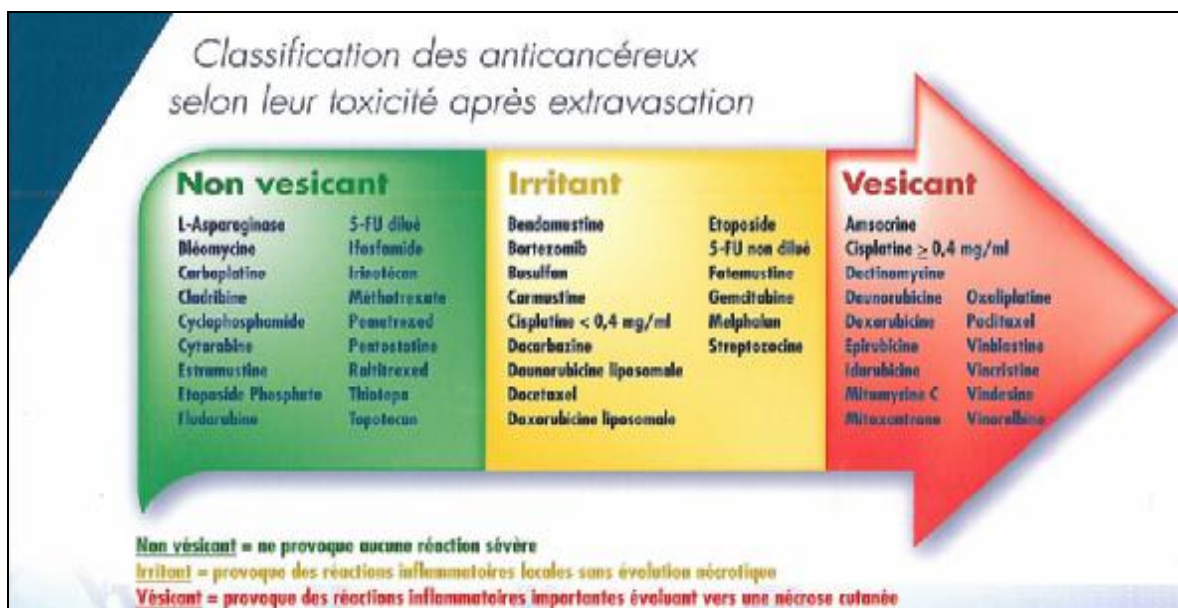 Classification des anticancéreux
selon leur toxicité après extravasation
Non vesicant
L-Asparaginase
Bléomycine
Carboplatine
Cladribine
Cyclophosphamide
Cytarabine
Estramustine
Etoposide Phosphate
Fludarabine
5-FU dilué
Ifosfamide
Irinotécan
Méthotrexate
Pemetrexed
Pentostatine
Raltitrexed
Thiotepa
Topotecan
Irritant
Bendamustine
Bortezomib
Busulfan
Carmustine
Cisplatine < 0,4 mg/ml
Dacarbazine
Daunorubicine liposomale
Docetaxel
Doxorubicine liposomale
Etoposide
5-FU non dilué
Fotemustine
Gemcitabine
Melphalan
Streptozocine
Vesicant
Amsacrine
Cisplatine ≥ 0,4 mg/ml
Dactinomycine
Daunorubicine
Doxorubicine
Epirubicine
Idarubicine
Mitomycine C
Mitoxantrone
Oxaliplatine
Paclitaxel
Vinblastine
Vincristine
Vindesine
Vinorelbine
Non vésicant = ne provoque aucune réaction sévère
Irritant = provoque des réactions inflammatoires locales sans évolution nécrotique
Vésicant = provoque des réactions inflammatoires importantes évoluant vers une nécrose cutanée